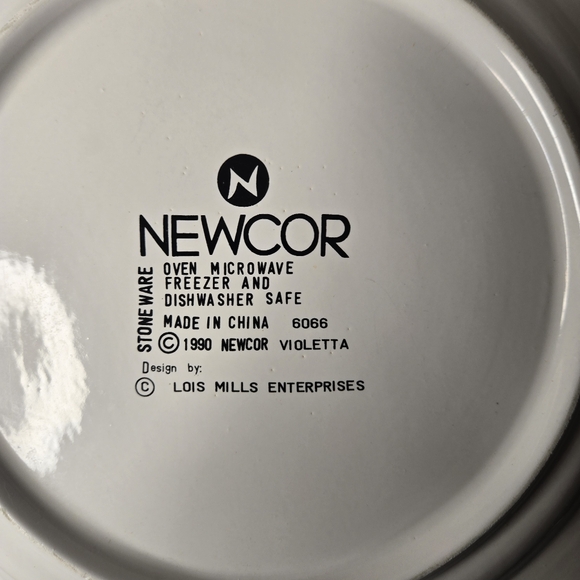 N
NEWCOR
STONEWARE
OVEN MICROWAVE
FREEZER AND
DISHWASHER SAFE
MADE IN CHINA 6066
© 1990 NEWCOR VIOLETTA
Design by:
© LOIS MILLS ENTERPRISES